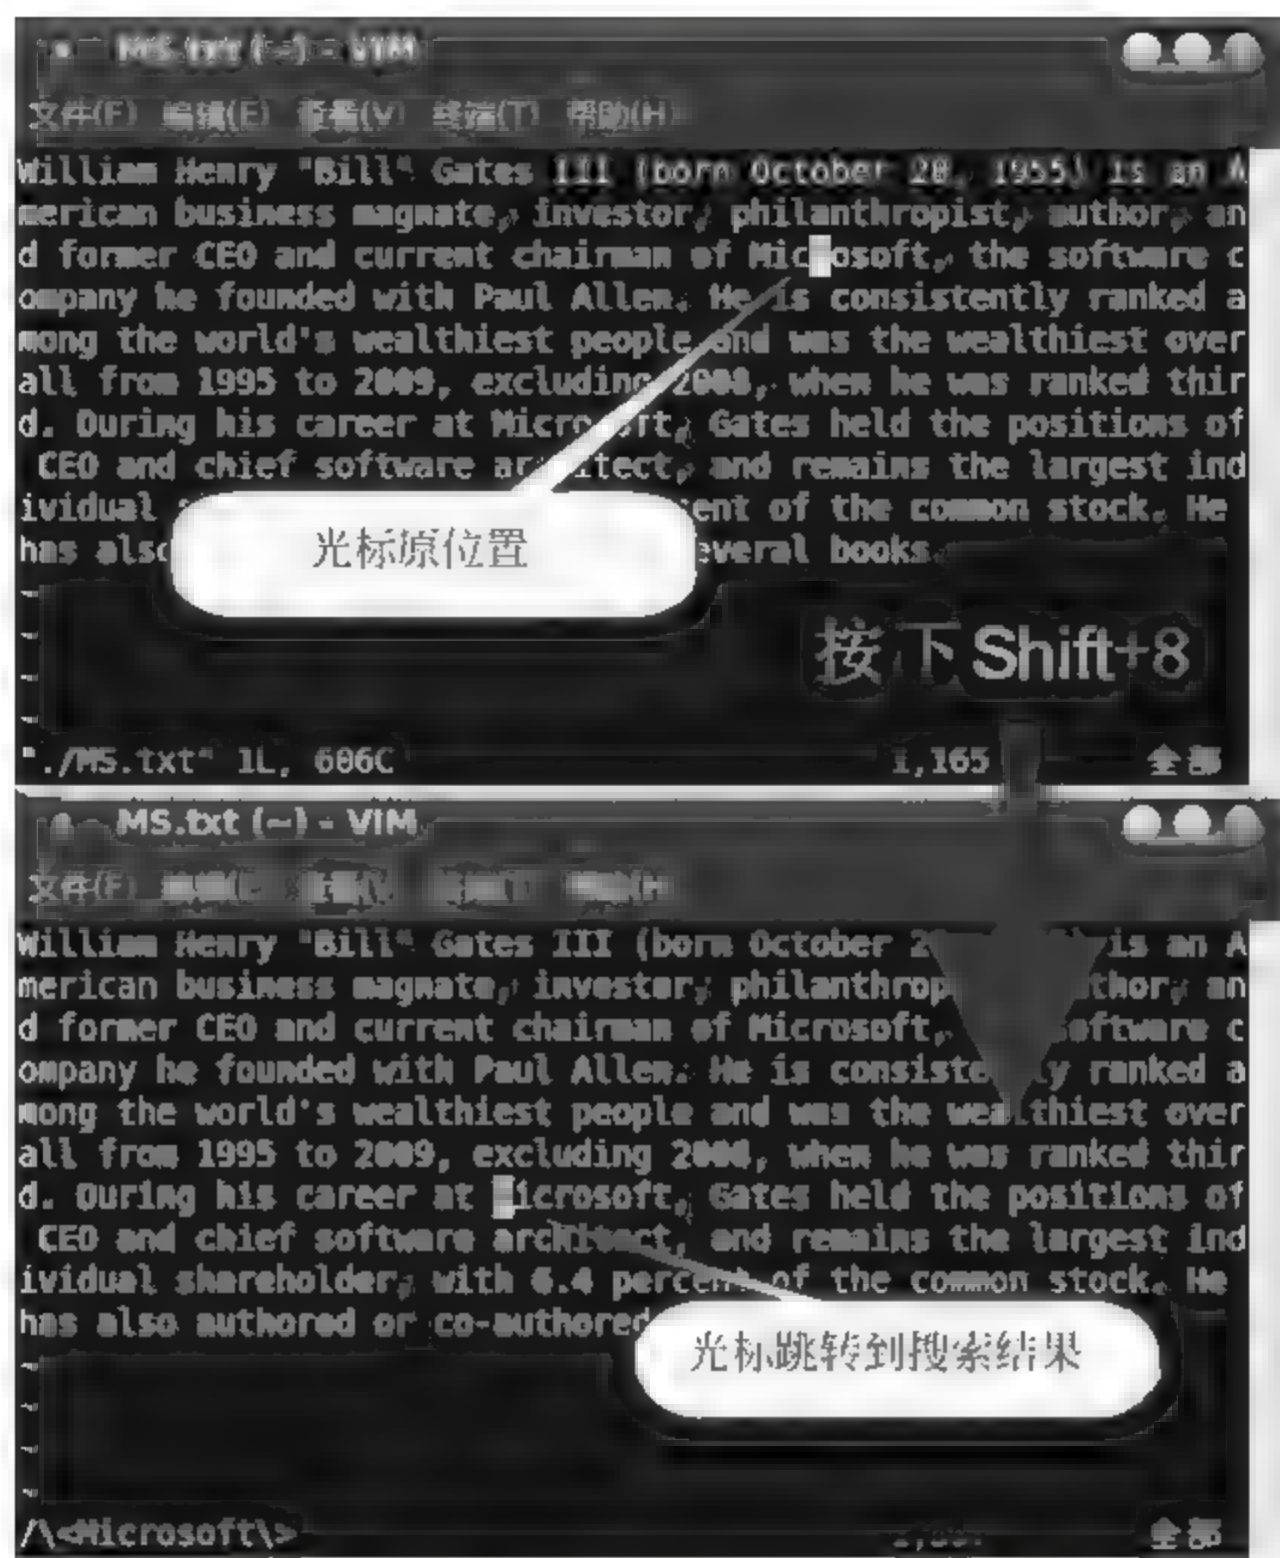 MS.txt (~) - VIM
文件(F) 编辑(E) 查看(V) 终端(T) 帮助(H)
William Henry "Bill" Gates III (born October 28, 1955) is an A
merican business magnate, investor, philanthropist, author, an
d former CEO and current chairman of Mic osoft, the software c
ompany he founded with Paul Allen. He is consistently ranked a
mong the world's wealthiest people and was the wealthiest over
all from 1995 to 2009, excluding 2008, when he was ranked thir
d. During his career at Microsoft, Gates held the positions of
CEO and chief software architect, and remains the largest ind
ividual ent of the common stock. He
has also everal books.
光标原位置
~
~
~
~
按下Shift+8
"./MS.txt" 1L, 606C 1,165 全部
MS.txt (~) - VIM
文件(F)
William Henry "Bill" Gates III (born October 2 is an A
merican business magnate, investor, philanthrop thor, an
d former CEO and current chairman of Microsoft, oftware c
ompany he founded with Paul Allen. He is consiste ly ranked a
mong the world's wealthiest people and was the wealthiest over
all from 1995 to 2009, excluding 2008, when he was ranked thir
d. During his career at icrosoft, Gates held the positions of
CEO and chief software architect, and remains the largest ind
ividual shareholder, with 6.4 percent of the common stock. He
has also authored or co-authored
光标跳转到搜索结果
~
~
~
~
/\<Microsoft\> 全部